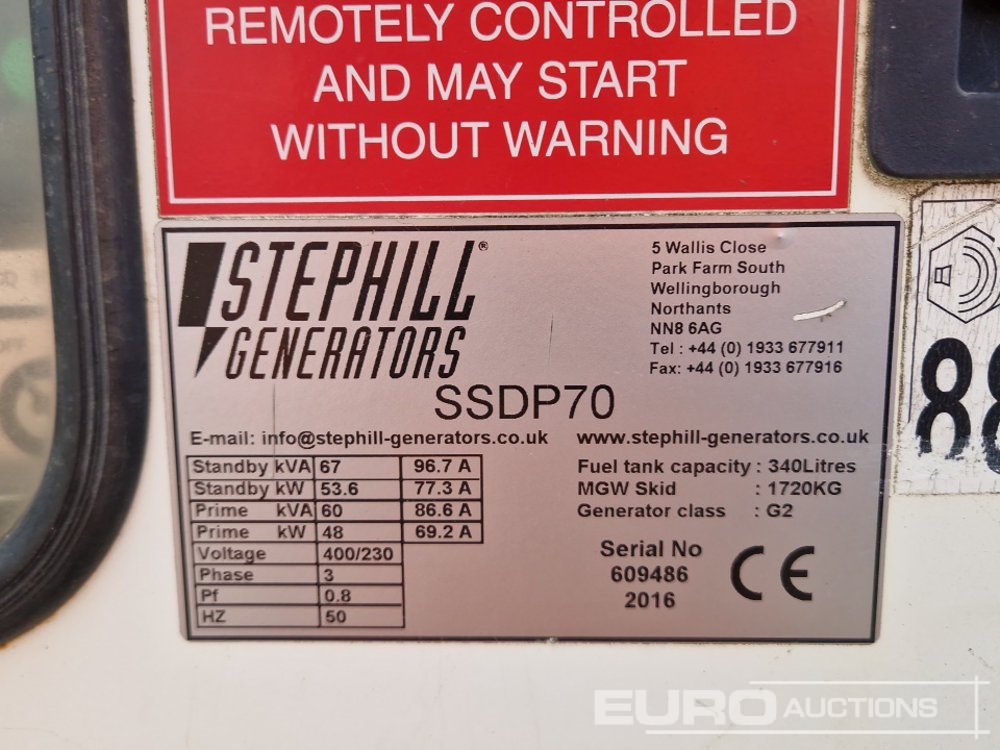 REMOTELY CONTROLLED
AND MAY START
WITHOUT WARNING
STEPHILL®
GENERATORS
5 Wallis Close
Park Farm South
Wellingborough
Northants
NN8 6AG
Tel : +44 (0) 1933 677911
Fax: +44 (0) 1933 677916
SSDP70
E-mail: info@stephill-generators.co.uk www.stephill-generators.co.uk
Standby kVA 67 96.7 A
Standby kW 53.6 77.3 A
Prime kVA 60 86.6 A
Prime kW 48 69.2 A
Voltage 400/230
Phase 3
Pf 0.8
HZ 50
Fuel tank capacity : 340Litres
MGW Skid : 1720KG
Generator class : G2
Serial No
609486
2016
CE
88
EURO AUCTIONS